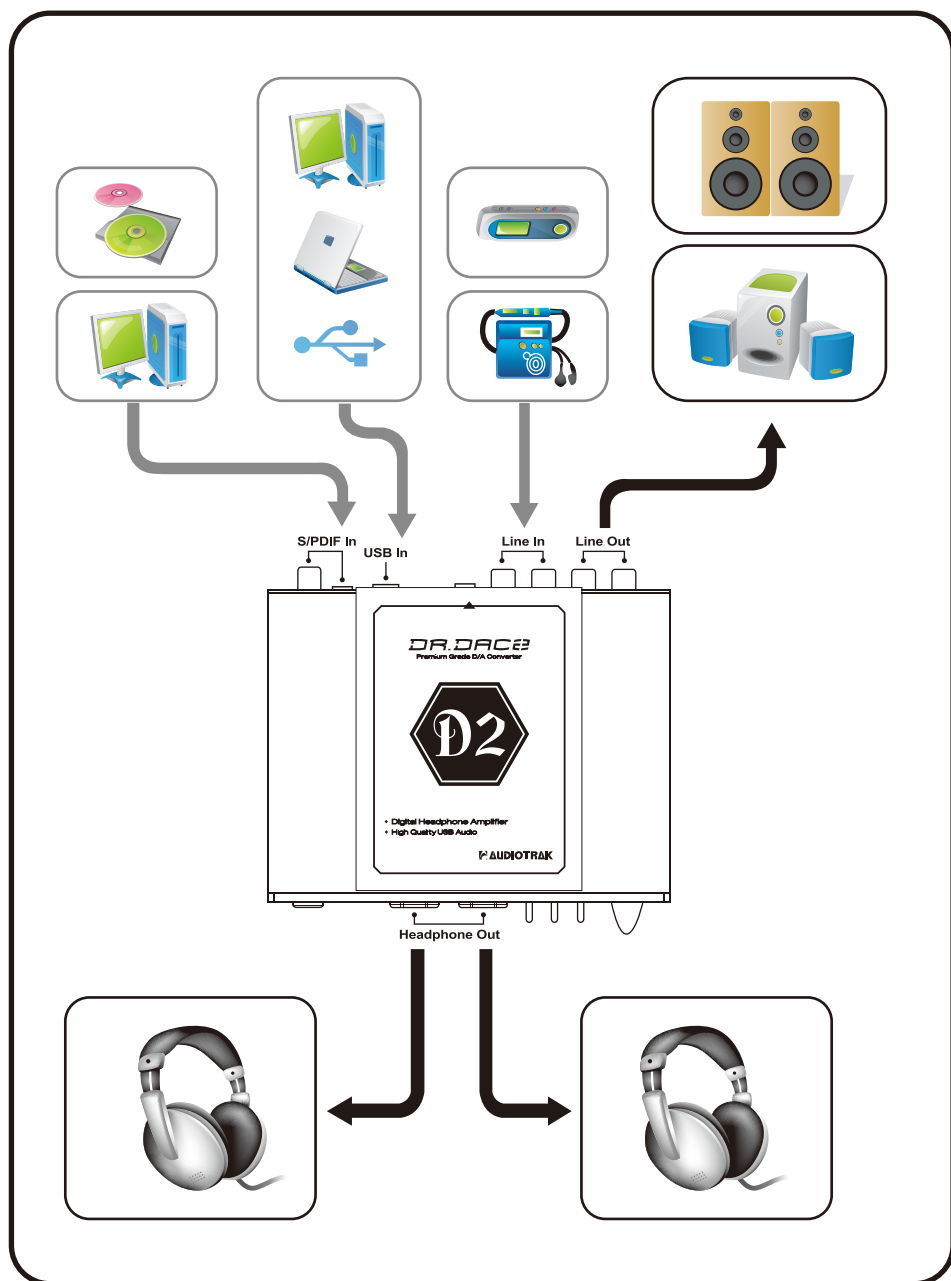 S/PDIF In
USB In
Line In
Line Out
DR.DAC2
Premium Grade D/A Converter
D2
• Digital Headphone Amplifier
• High Quality USB Audio
AUDIOTRAK
Headphone Out